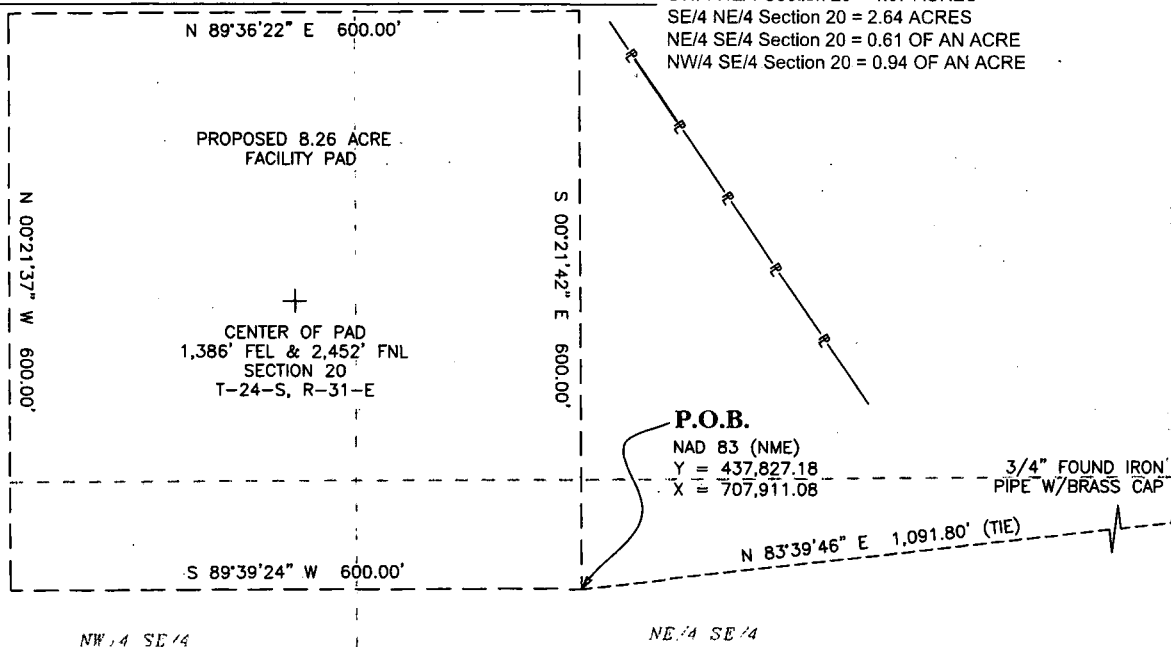 SE/4 NE/4 Section 20 = 2.64 ACRES
NE/4 SE/4 Section 20 = 0.61 OF AN ACRE
NW/4 SE/4 Section 20 = 0.94 OF AN ACRE
N 89°36'22" E 600.00'
PROPOSED 8.26 ACRE
FACILITY PAD
N 00°21'37" W 600.00'
S 00°21'42" E 600.00'
CENTER OF PAD
1,386' FEL & 2,452' FNL
SECTION 20
T-24-S, R-31-E
P.O.B.
NAD 83 (NME)
Y = 437,827.18
X = 707,911.08
3/4" FOUND IRON
PIPE W/BRASS CAP
N 83°39'46" E 1,091.80' (TIE)
S 89°39'24" W 600.00'
NW/4 SE/4
NE/4 SE/4